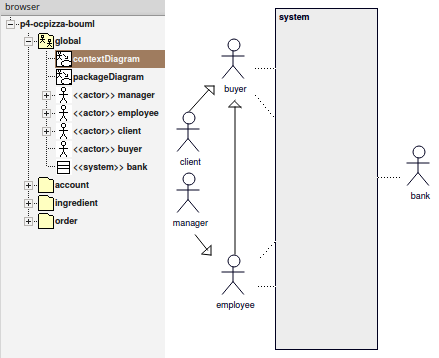 browser
p4-ocpizza-bouml
global
contextDiagram
packageDiagram
<<actor>> manager
<<actor>> employee
<<actor>> client
<<actor>> buyer
<<system>> bank
account
ingredient
order
system
buyer
client
manager
bank
employee